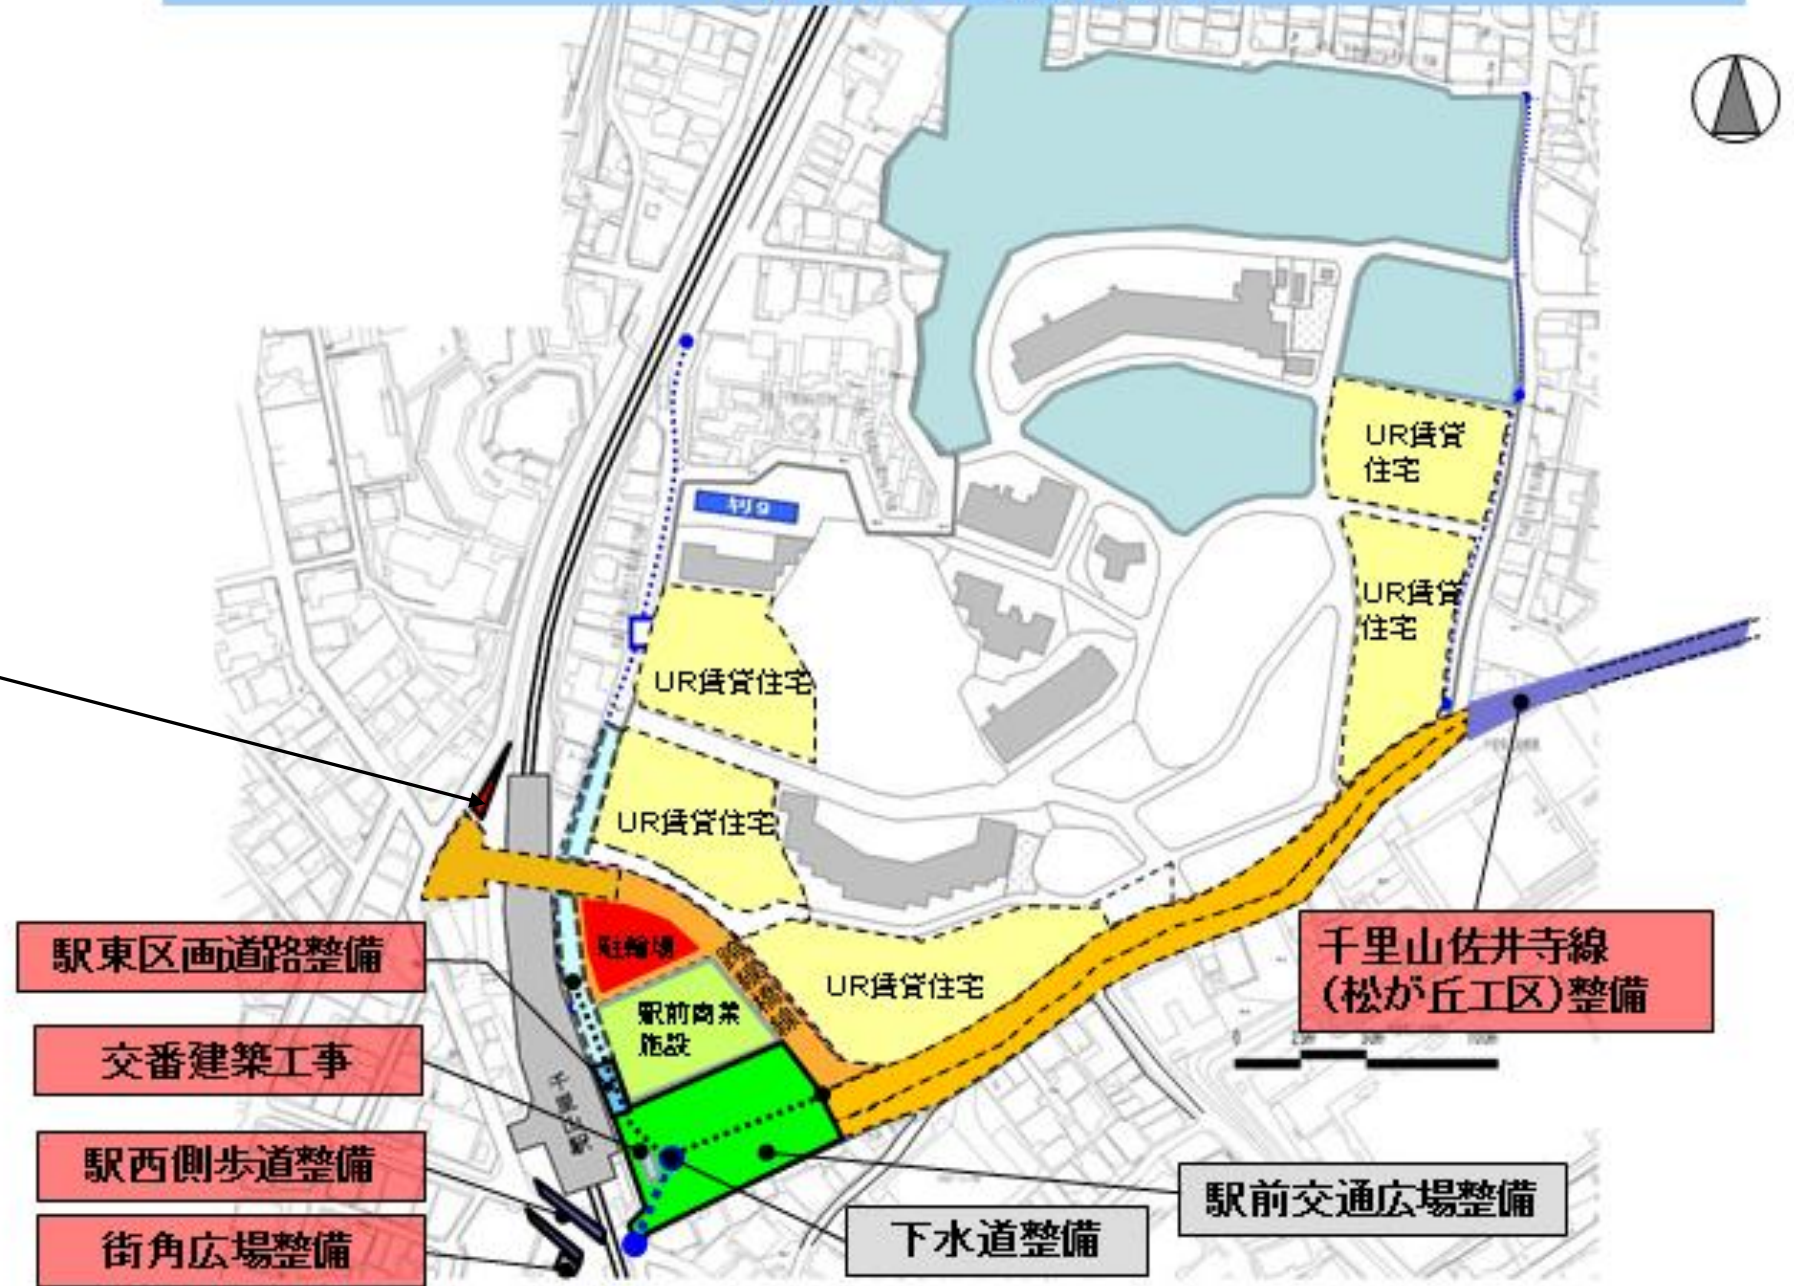 UR賃貸
住宅
UR賃貸
住宅
UR賃貸住宅
UR賃貸住宅
UR賃貸住宅
駐輪場
駅前商業
施設
千里山駅
駅東区画道路整備
交番建築工事
駅西側歩道整備
街角広場整備
千里山佐井寺線
(松が丘工区)整備
駅前交通広場整備
下水道整備